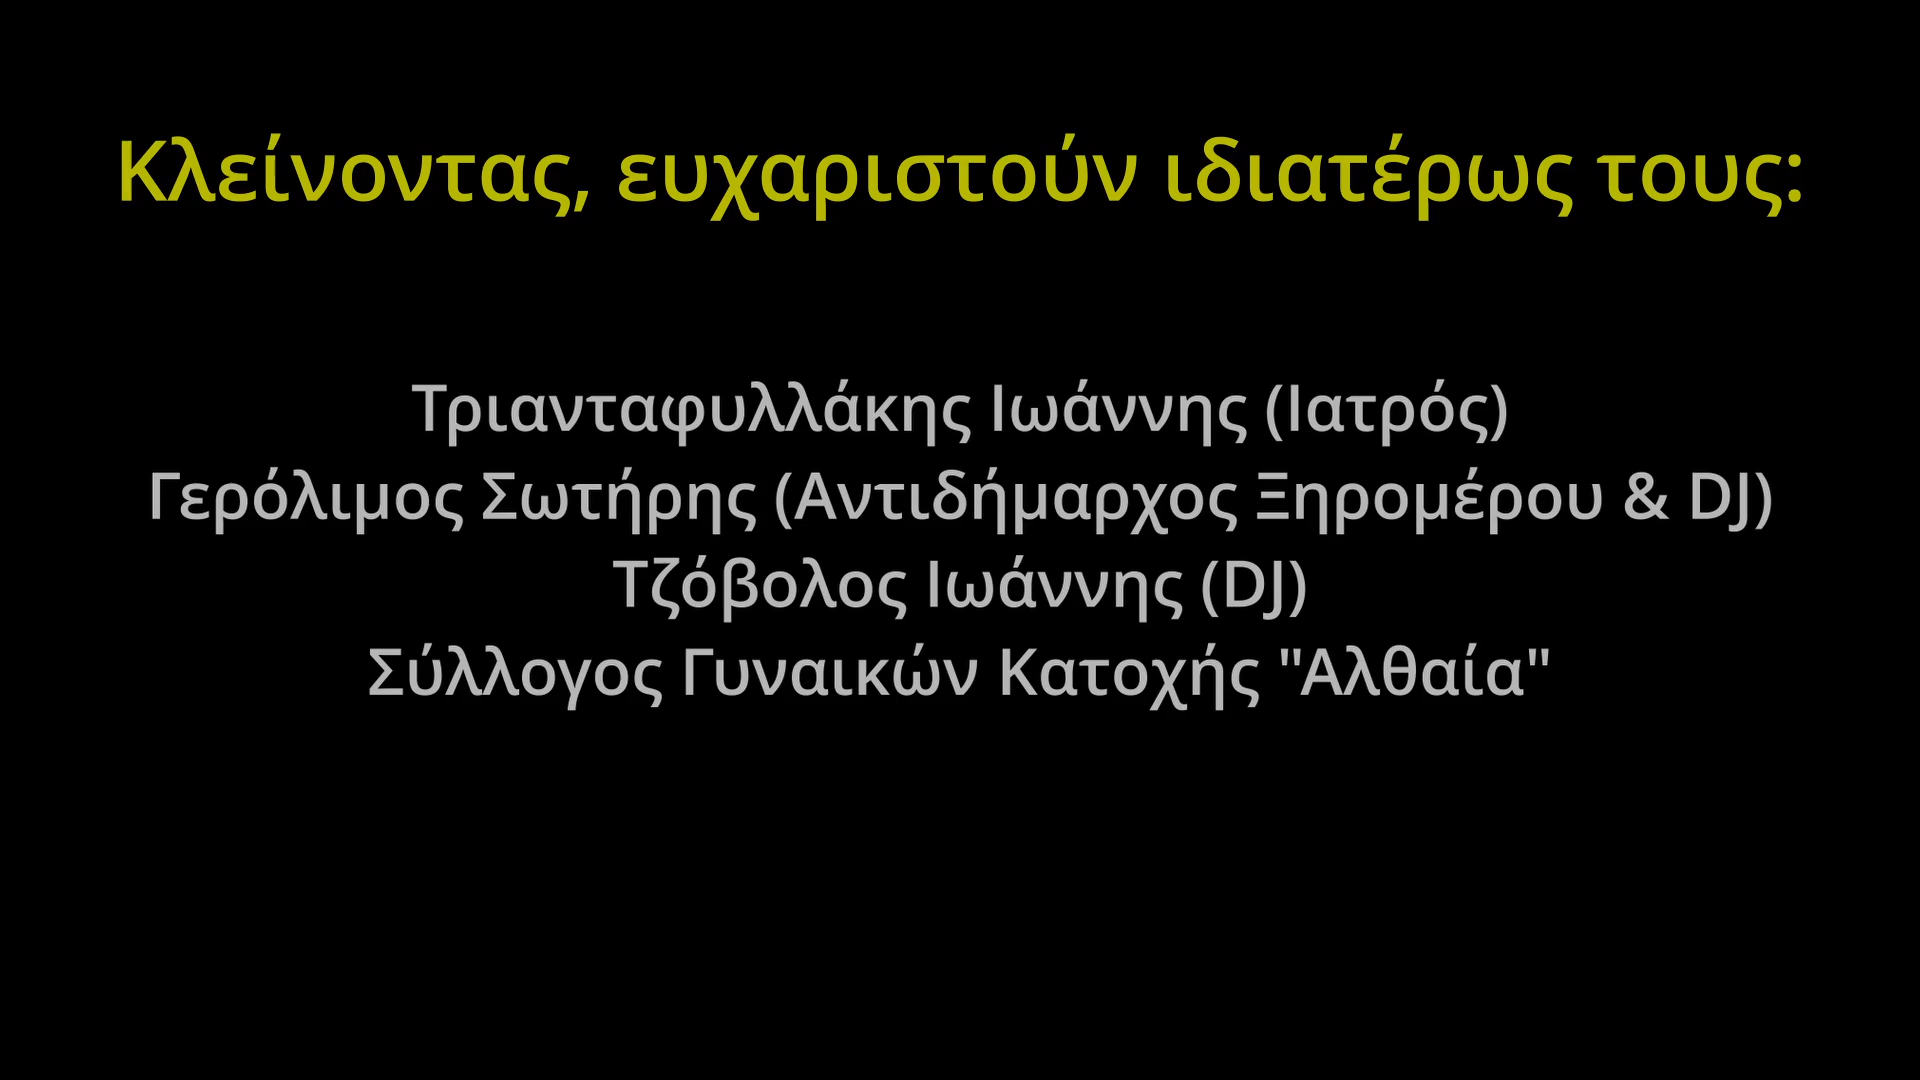 Κλείνοντας, ευχαριστούν ιδιατέρως τους:
Τριανταφυλλάκης Ιωάννης (Ιατρός)
Γερόλιμος Σωτήρης (Αντιδήμαρχος Ξηρομέρου & DJ)
Τζόβολος Ιωάννης (DJ)
Σύλλογος Γυναικών Κατοχής "Αλθαία"